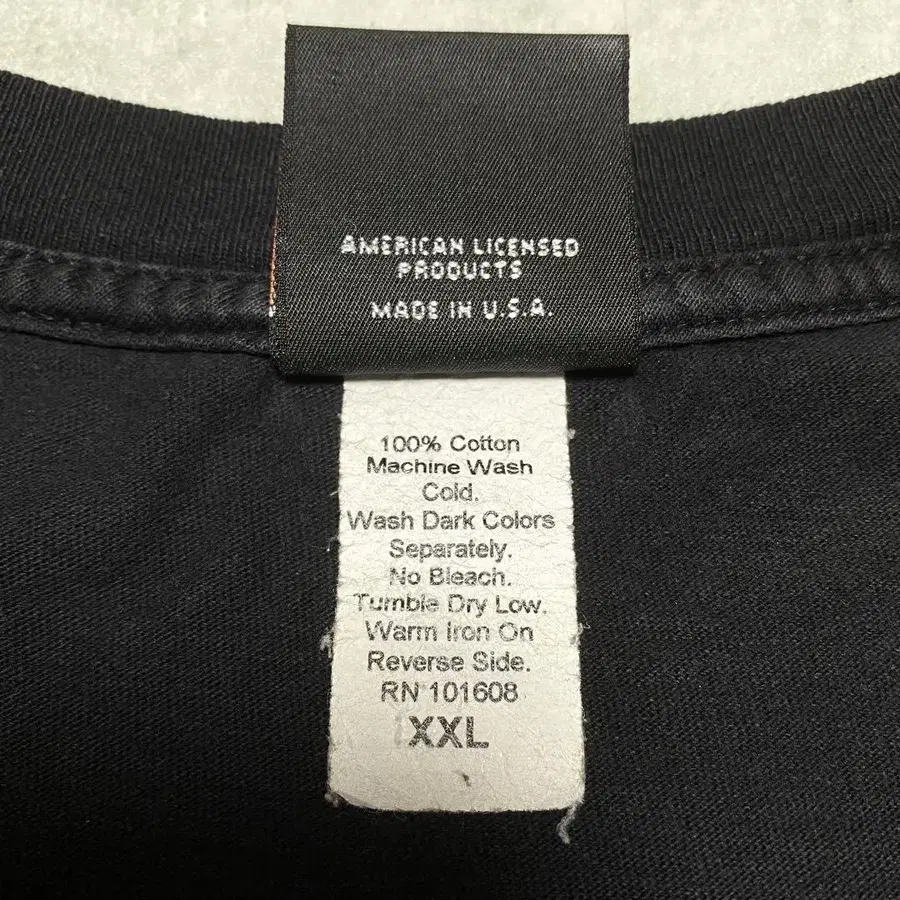 AMERICAN LICENSED
PRODUCTS
MADE IN U.S.A.
100% Cotton
Machine Wash
Cold.
Wash Dark Colors
Separately.
No Bleach.
Tumble Dry Low.
Warm Iron On
Reverse Side.
RN 101608
XXL